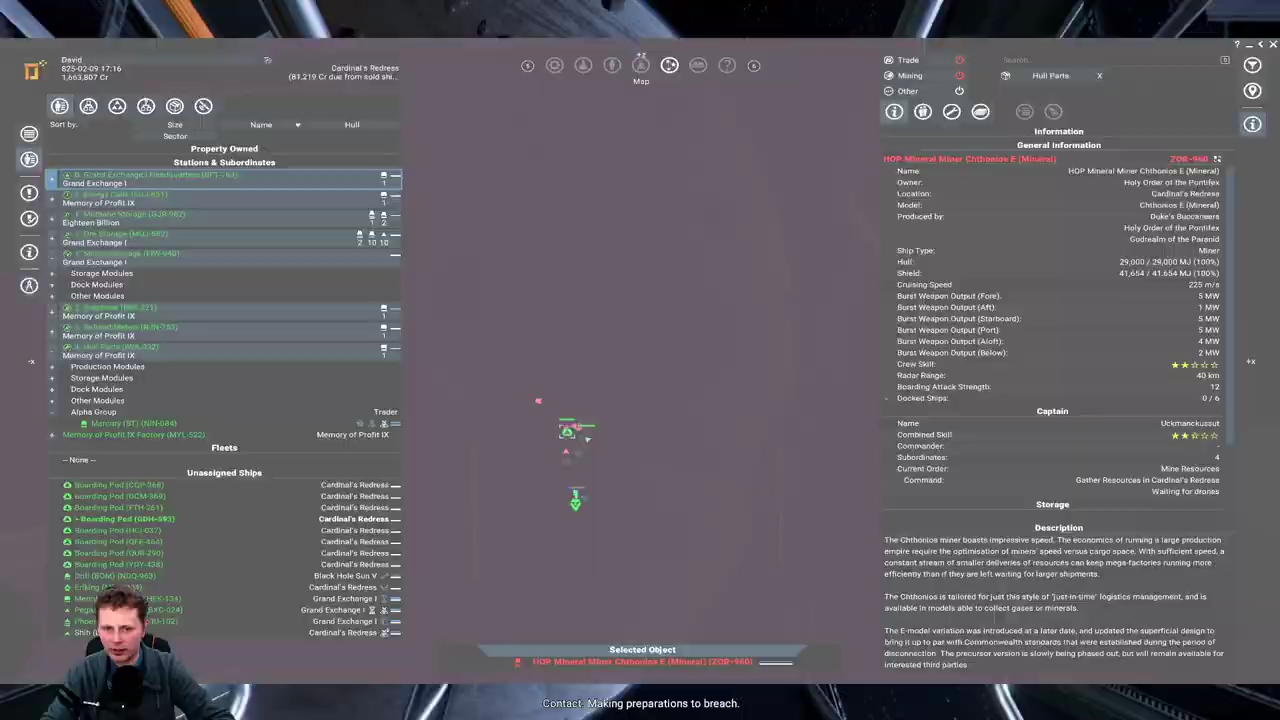 David
825-02-09 17:16
1,663,807 Cr
Cardinal's Redress
(81,219 Cr due from sold shi...
Map
Sort by:
Size
Name
Hull
Sector
Property Owned
Stations & Subordinates
Grand Exchange I
1
Memory of Profit IX
1
Eighteen Billion
1 2
Grand Exchange I
2 10 10
Grand Exchange I
Storage Modules
Dock Modules
Other Modules
Memory of Profit IX
1
Memory of Profit IX
1
Memory of Profit IX
1
Production Modules
Storage Modules
Dock Modules
Other Modules
Alpha Group
Trader
Mercury (ST) (NIN-084)
Memory of Profit IX Factory (MYL-522)
Memory of Profit IX
Fleets
-- None --
Unassigned Ships
Boarding Pod
Cardinal's Redress
Boarding Pod
Cardinal's Redress
Boarding Pod
Cardinal's Redress
Boarding Pod
Cardinal's Redress
Boarding Pod
Cardinal's Redress
Boarding Pod
Cardinal's Redress
Boarding Pod
Cardinal's Redress
Boarding Pod
Cardinal's Redress
Black Hole Sun V
Cardinal's Redress
Grand Exchange I
Grand Exchange I
Grand Exchange I
Shih
Cardinal's Redress
-x
+x
Selected Object
HOP Mineral Miner Chthonios E (Mineral) (ZOR-960)
Contact. Making preparations to breach.
Trade
Mining
Other
Search...
Hull Parts
X
Information
General Information
HOP Mineral Miner Chthonios E (Mineral)
ZOR-960
Name:
HOP Mineral Miner Chthonios E (Mineral)
Owner:
Holy Order of the Pontifex
Location:
Cardinal's Redress
Model:
Chthonios E (Mineral)
Produced by:
Duke's Buccaneers
Holy Order of the Pontifex
Godrealm of the Paranid
Ship Type:
Miner
Hull:
29,000 / 29,000 MJ (100%)
Shield:
41,654 / 41,654 MJ (100%)
Cruising Speed
225 m/s
Burst Weapon Output (Fore):
5 MW
Burst Weapon Output (Aft):
1 MW
Burst Weapon Output (Starboard):
5 MW
Burst Weapon Output (Port):
5 MW
Burst Weapon Output (Aloft):
4 MW
Burst Weapon Output (Below):
2 MW
Crew Skill:
Radar Range:
40 km
Boarding Attack Strength:
12
Docked Ships:
0 / 6
Captain
Name:
Uckmanckussut
Combined Skill
Commander:
-
Subordinates:
4
Current Order:
Mine Resources
Command:
Gather Resources in Cardinal's Redress
Waiting for drones
Storage
Description
The Chthonios miner boasts impressive speed. The economics of running a large production
empire require the optimisation of miners' speed versus cargo space. With sufficient speed, a
constant stream of smaller deliveries of resources can keep mega-factories running more
efficiently than if they are left waiting for larger shipments.
The Chthonios is tailored for just this style of 'just-in-time' logistics management, and is
available in models able to collect gases or minerals.
The E-model variation was introduced at a later date, and updated the superficial design to
bring it up to par with Commonwealth standards that were established during the period of
disconnection. The precursor version is slowly being phased out, but will remain available for
interested third parties